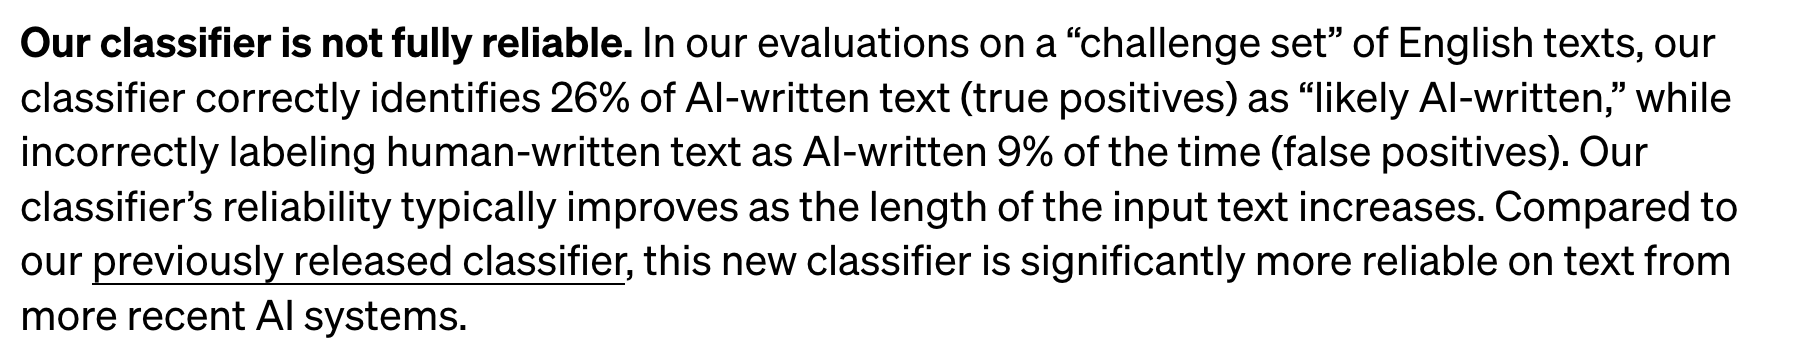 Our classifier is not fully reliable. In our evaluations on a “challenge set” of English texts, our
classifier correctly identifies 26% of AI-written text (true positives) as “likely AI-written,” while
incorrectly labeling human-written text as AI-written 9% of the time (false positives). Our
classifier’s reliability typically improves as the length of the input text increases. Compared to
our previously released classifier, this new classifier is significantly more reliable on text from
more recent AI systems.